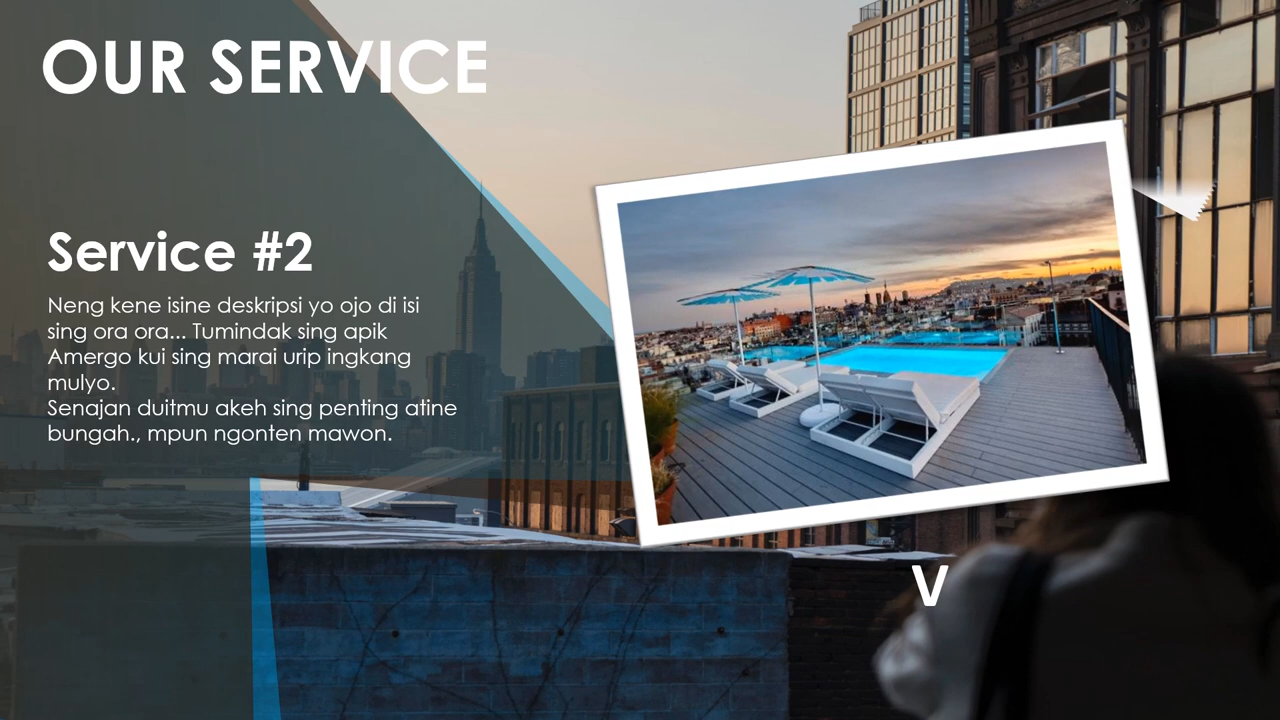 OUR SERVICE
Service #2
Neng kene isine deskripsi yo ojo di isi
sing ora ora... Tumindak sing apik
Amergo kui sing marai urip ingkang
mulyo.
Senajan duitmu akeh sing penting atine
bungah., mpun ngonten mawon.
V